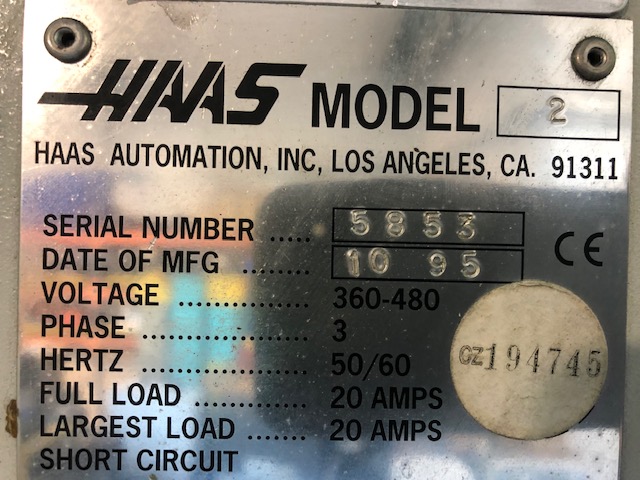 HAAS MODEL 2
HAAS AUTOMATION, INC, LOS ANGELES, CA. 91311
SERIAL NUMBER ..... 5853
DATE OF MFG ....... 10 95
VOLTAGE .............. 360-480
CE
PHASE .................. 3
HERTZ .................. 50/60
FULL LOAD .......... 20 AMPS
LARGEST LOAD ...... 20 AMPS
SHORT CIRCUIT
CZ194746